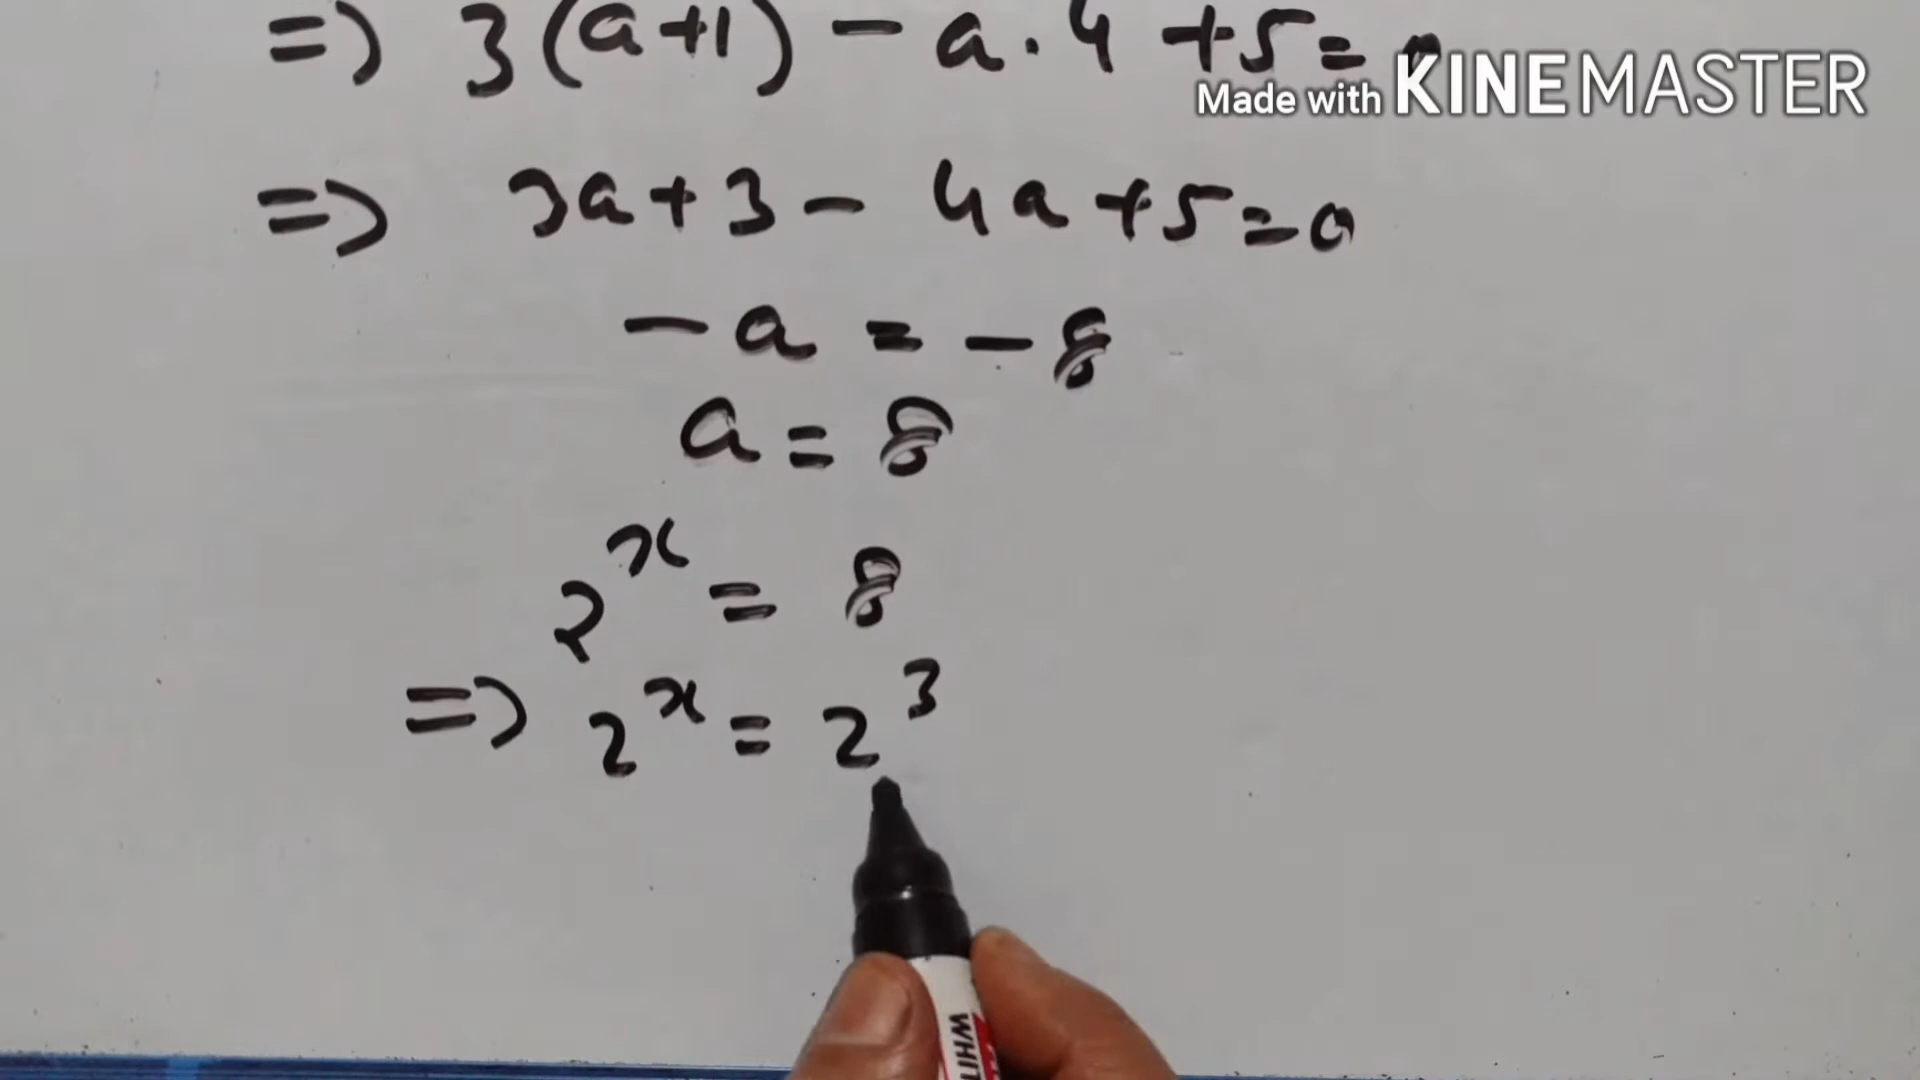 => 3(a+1) - a.4 +5=0
Made with KINEMASTER
=> 3a+3 - 4a+5=0
-a = -8
a = 8
2^x = 8
=> 2^x = 2^3
WHI